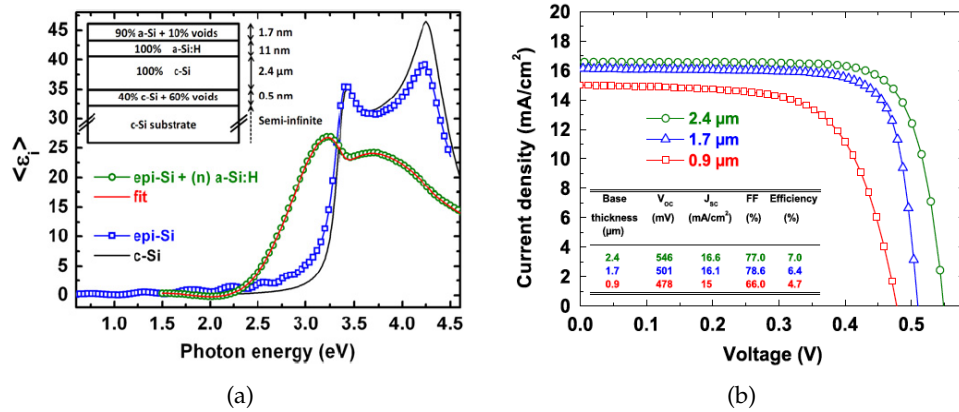 (a)
45
40
35
30
25
20
15
10
5
0
<εi>
90% a-Si + 10% voids
1.7 nm
100% a-Si:H
11 nm
100% c-Si
2.4 µm
40% c-Si + 60% voids
0.5 nm
c-Si substrate
Semi-infinite
epi-Si + (n) a-Si:H
fit
epi-Si
c-Si
1.0 1.5 2.0 2.5 3.0 3.5 4.0 4.5
Photon energy (eV)
(a)
20
18
16
14
12
10
8
6
4
2
0
Current density (mA/cm²)
2.4 µm
1.7 µm
0.9 µm
Base thickness (µm) Voc (mV) Jsc (mA/cm²) FF (%) Efficiency (%)
2.4 546 16.6 77.0 7.0
1.7 501 16.1 78.6 6.4
0.9 478 15 66.0 4.7
0.0 0.1 0.2 0.3 0.4 0.5
Voltage (V)
(b)